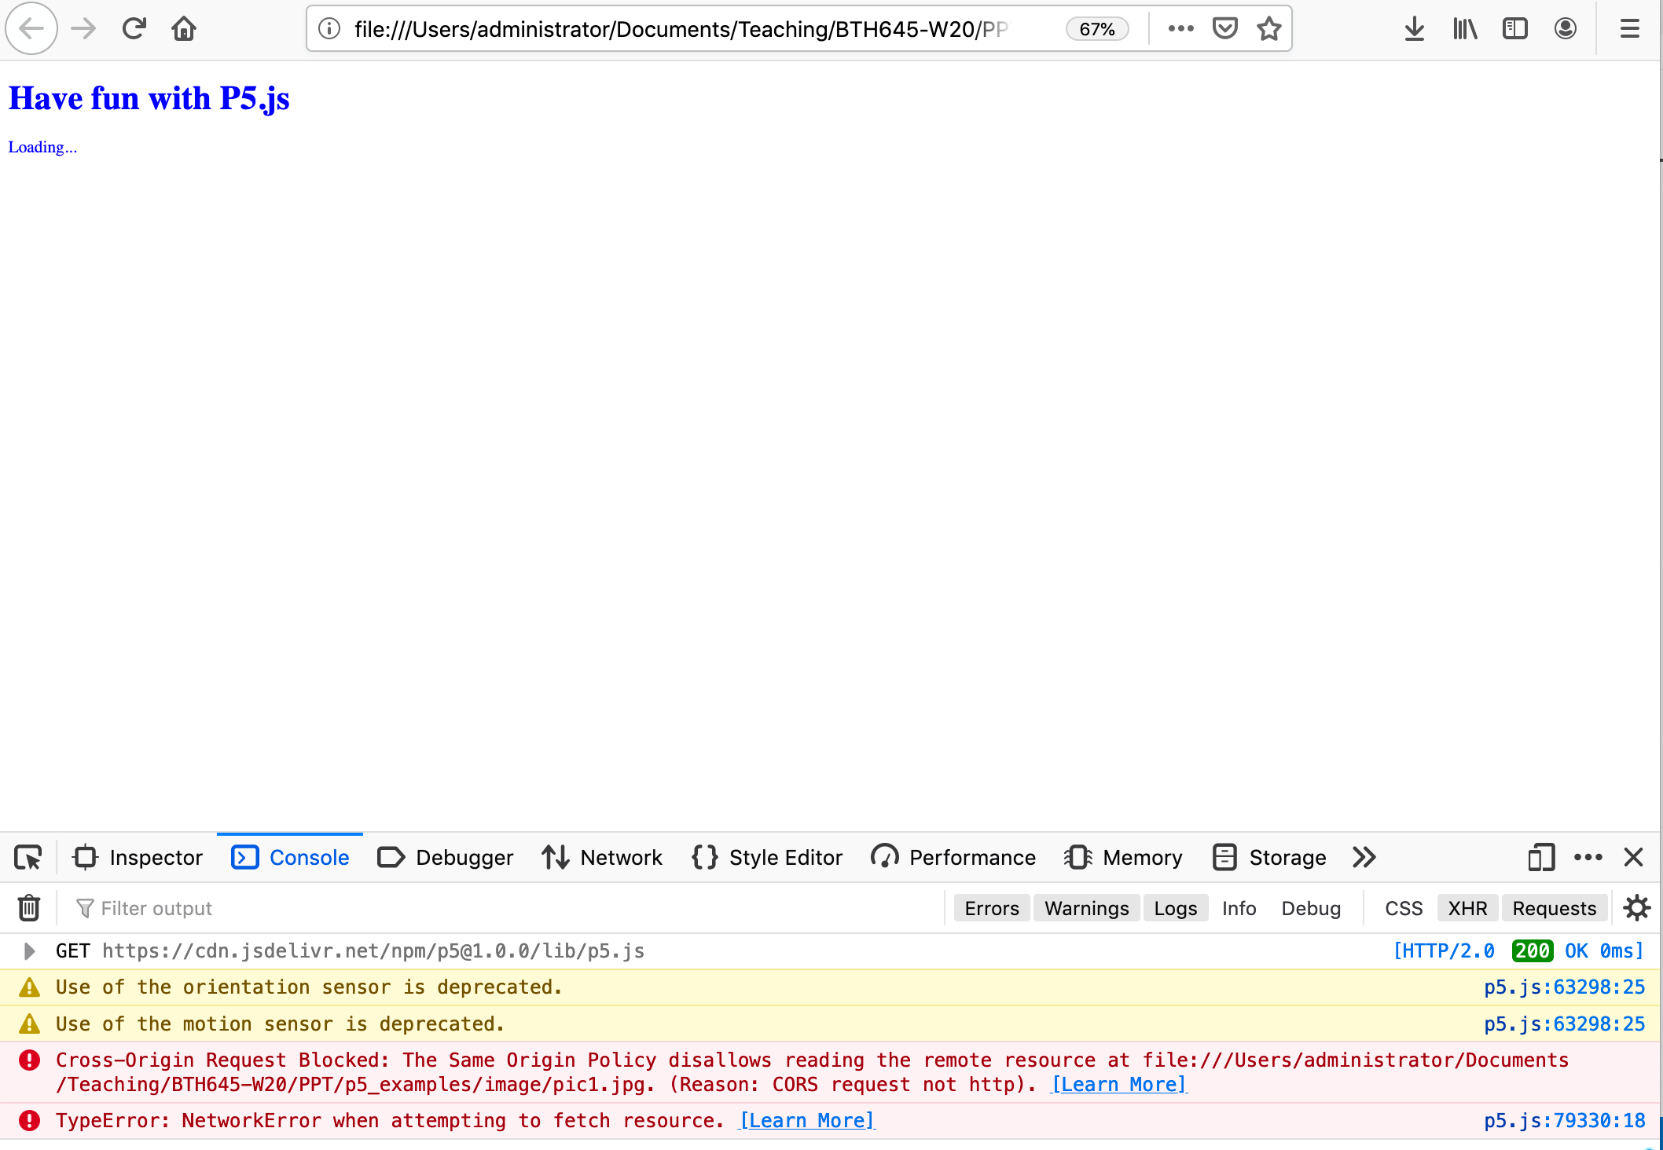 file:///Users/administrator/Documents/Teaching/BTH645-W20/PP 67%
Have fun with P5.js
Loading...
Inspector Console Debugger Network Style Editor Performance Memory Storage
Filter output Errors Warnings Logs Info Debug CSS XHR Requests
GET https://cdn.jsdelivr.net/npm/p5@1.0.0/lib/p5.js [HTTP/2.0 200 OK 0ms]
Use of the orientation sensor is deprecated. p5.js:63298:25
Use of the motion sensor is deprecated. p5.js:63298:25
Cross-Origin Request Blocked: The Same Origin Policy disallows reading the remote resource at file:///Users/administrator/Documents
/Teaching/BTH645-W20/PPT/p5_examples/image/pic1.jpg. (Reason: CORS request not http). [Learn More]
TypeError: NetworkError when attempting to fetch resource. [Learn More] p5.js:79330:18